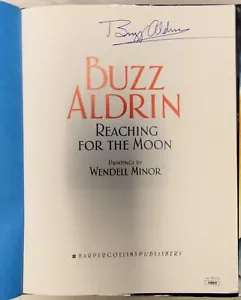 Buzz Aldrin
BUZZ
ALDRIN
REACHING
FOR THE MOON
PAINTINGS BY
WENDELL MINOR
HARPERCOLLINSPUBLISHERS